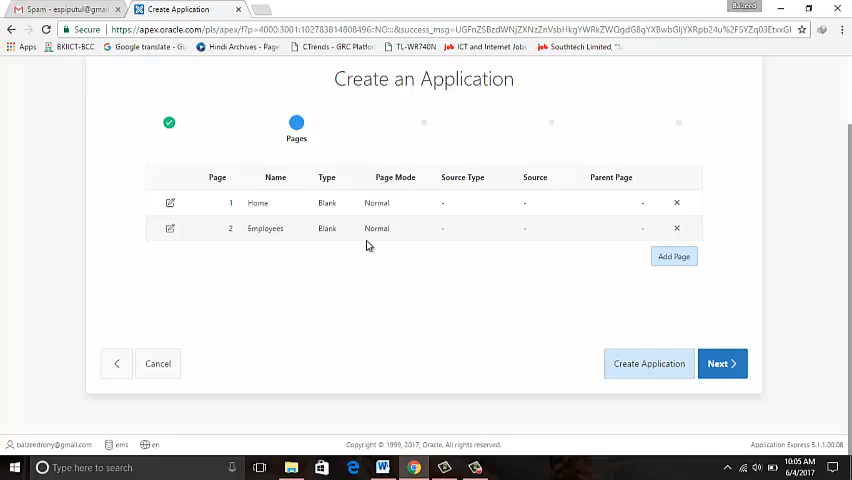 Spam - espiputul@gmail
Create Application
Baizeed
Secure
https://apex.oracle.com/pls/apex/f?p=4000:3001:102783814808496::NO:::&success_msg=
Apps
BKIICT-BCC
Google translate - Go
Hindi Archives - Page
CTrends - GRC Platfor
TL-WR740N
ICT and Internet Jobs
Southtech Limited, "S
Create an Application
Pages
Page Name Type Page Mode Source Type Source Parent Page
1 Home Blank Normal - - -
2 Employees Blank Normal - - -
Add Page
Cancel
Create Application
Next
baizeedrony@gmail.com
ems
en
Copyright © 1999, 2017, Oracle. All rights reserved.
Application Express 5.1.1.00.08
Type here to search
10:05 AM
6/4/2017